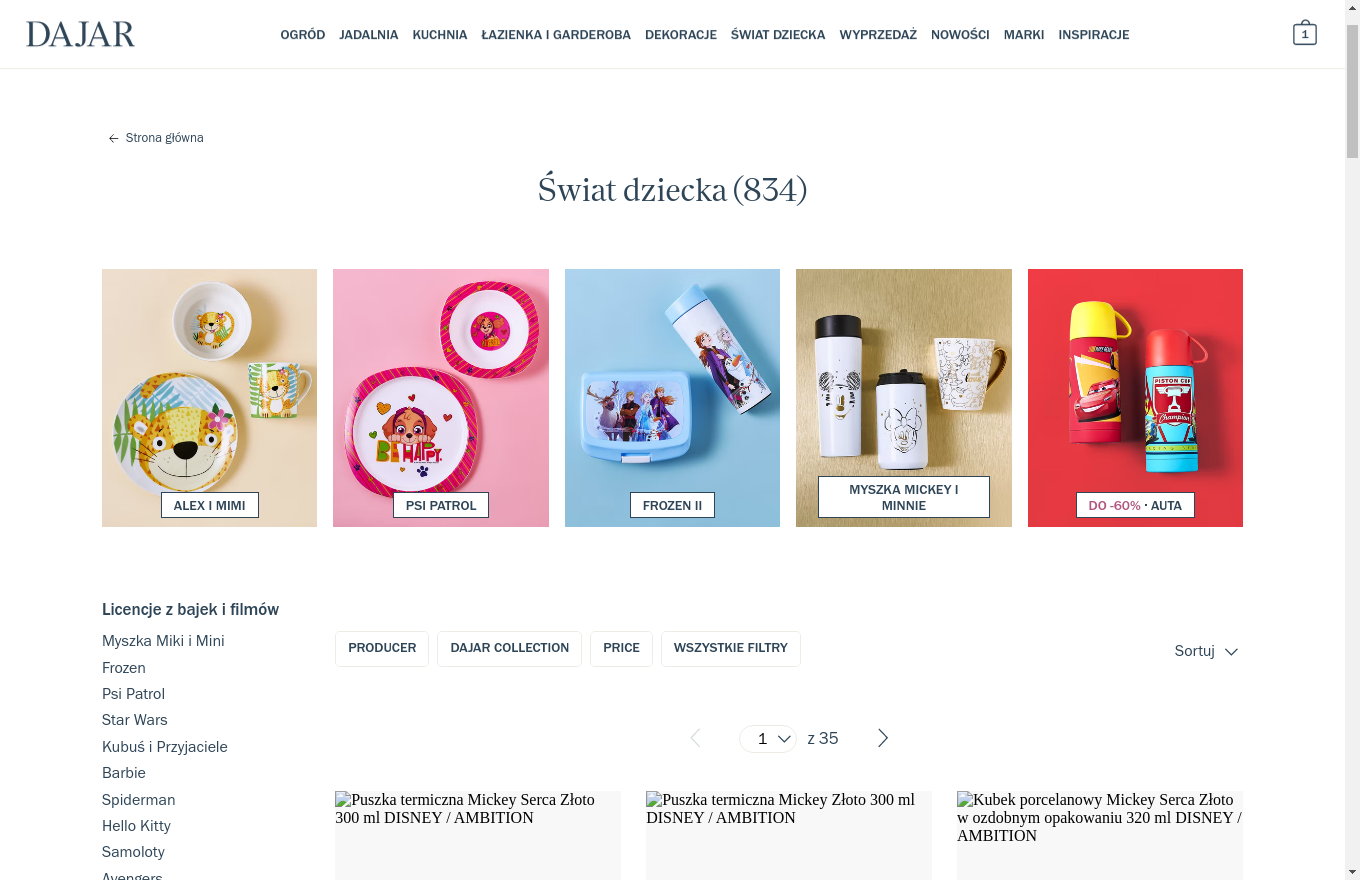 DAJAR
OGRÓD JADALNIA KUCHNIA ŁAZIENKA I GARDEROBA DEKORACJE ŚWIAT DZIECKA WYPRZEDAŻ NOWOŚCI MARKI INSPIRACJE
1
← Strona główna
Świat dziecka (834)
BE HAPPY.
PISTON CUP
Champion
ALEX I MIMI
PSI PATROL
FROZEN II
MYSZKA MICKEY I
MINNIE
DO -60% · AUTA
Licencje z bajek i filmów
Myszka Miki i Mini
Frozen
Psi Patrol
Star Wars
Kubuś i Przyjaciele
Barbie
Spiderman
Hello Kitty
Samoloty
Avengers
PRODUCER DAJAR COLLECTION PRICE WSZYSTKIE FILTRY
Sortuj
1 z 35
Puszka termiczna Mickey Serca Złoto
300 ml DISNEY / AMBITION
Puszka termiczna Mickey Złoto 300 ml
DISNEY / AMBITION
Kubek porcelanowy Mickey Serca Złoto
w ozdobnym opakowaniu 320 ml DISNEY /
AMBITION